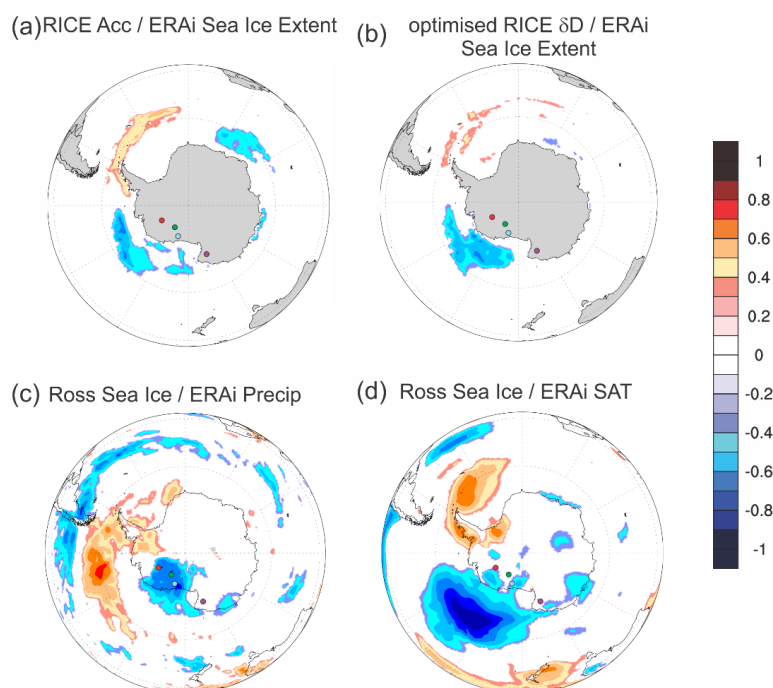 (a) RICE Acc / ERAi Sea Ice Extent
(b) optimised RICE δD / ERAi
Sea Ice Extent
1
0.8
0.6
0.4
0.2
0
-0.2
-0.4
-0.6
-0.8
-1
(c) Ross Sea Ice / ERAi Precip
(d) Ross Sea Ice / ERAi SAT